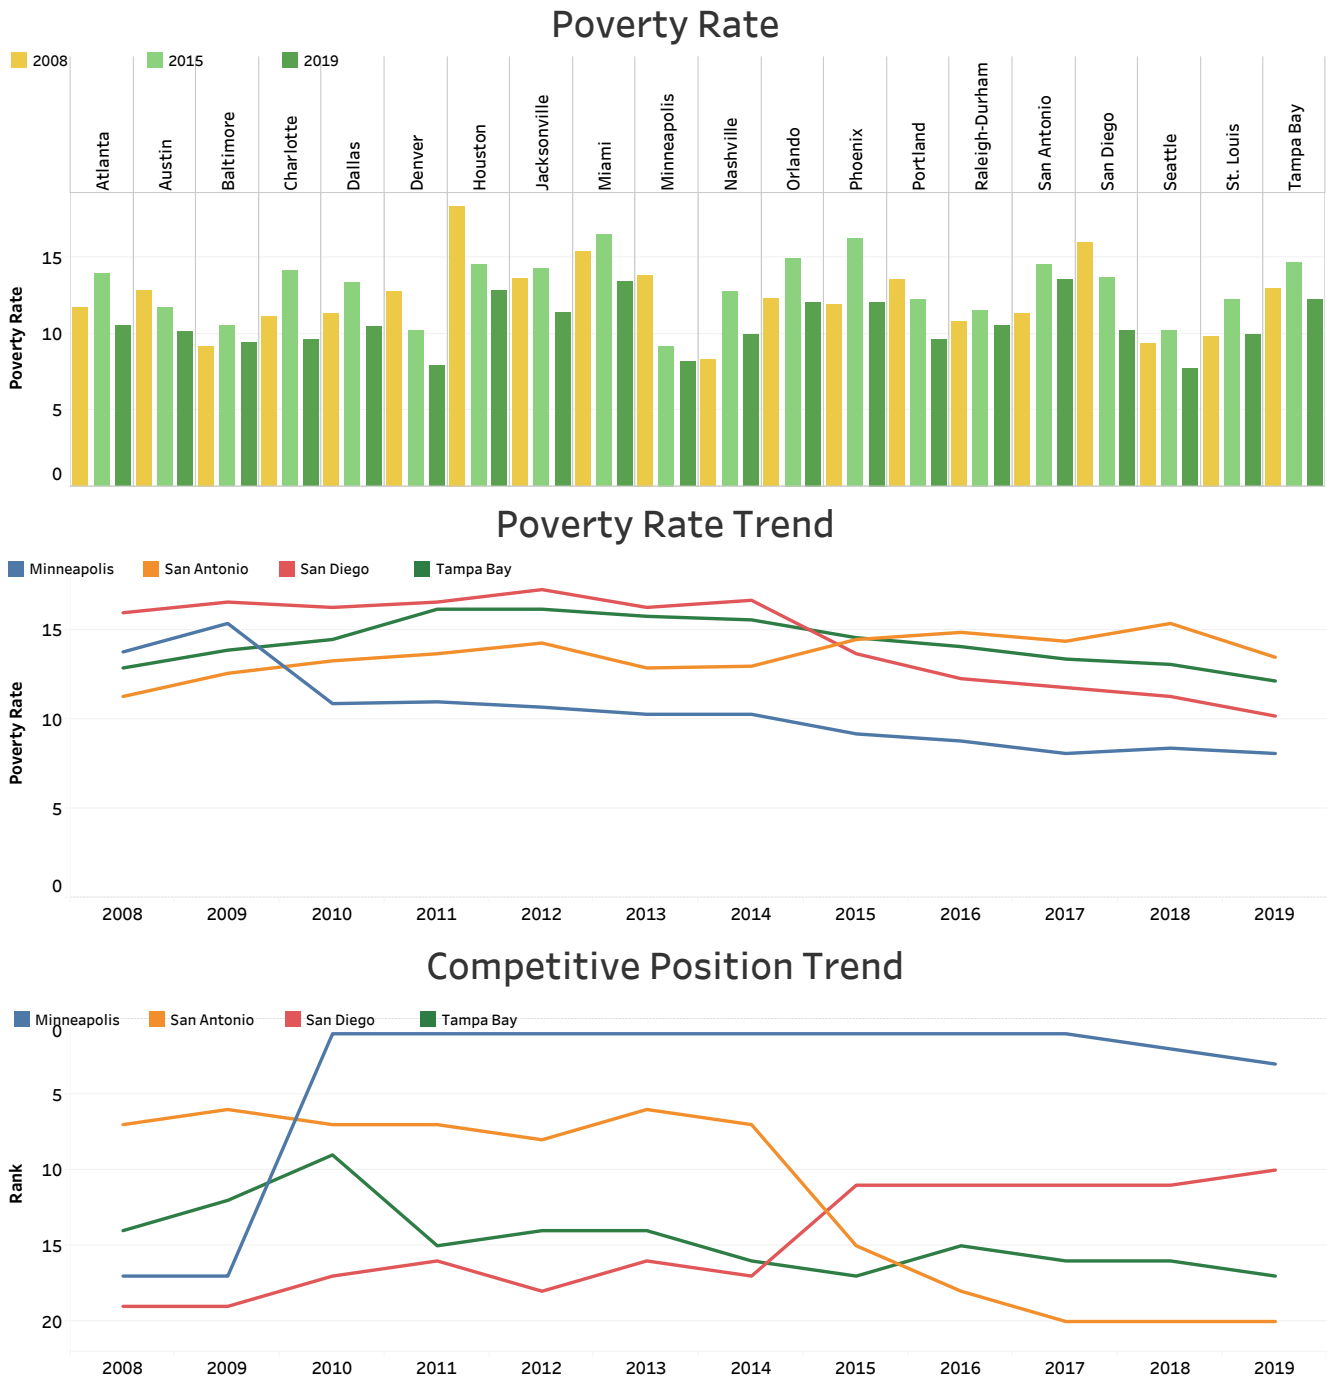 Poverty Rate
2008 2015 2019
Atlanta Austin Baltimore Charlotte Dallas Denver Houston Jacksonville Miami Minneapolis Nashville Orlando Phoenix Portland Raleigh-Durham San Antonio San Diego Seattle St. Louis Tampa Bay
Poverty Rate
15
10
5
0
Poverty Rate Trend
Minneapolis San Antonio San Diego Tampa Bay
Poverty Rate
15
10
5
0
2008 2009 2010 2011 2012 2013 2014 2015 2016 2017 2018 2019
Competitive Position Trend
Minneapolis San Antonio San Diego Tampa Bay
Rank
0
5
10
15
20
2008 2009 2010 2011 2012 2013 2014 2015 2016 2017 2018 2019